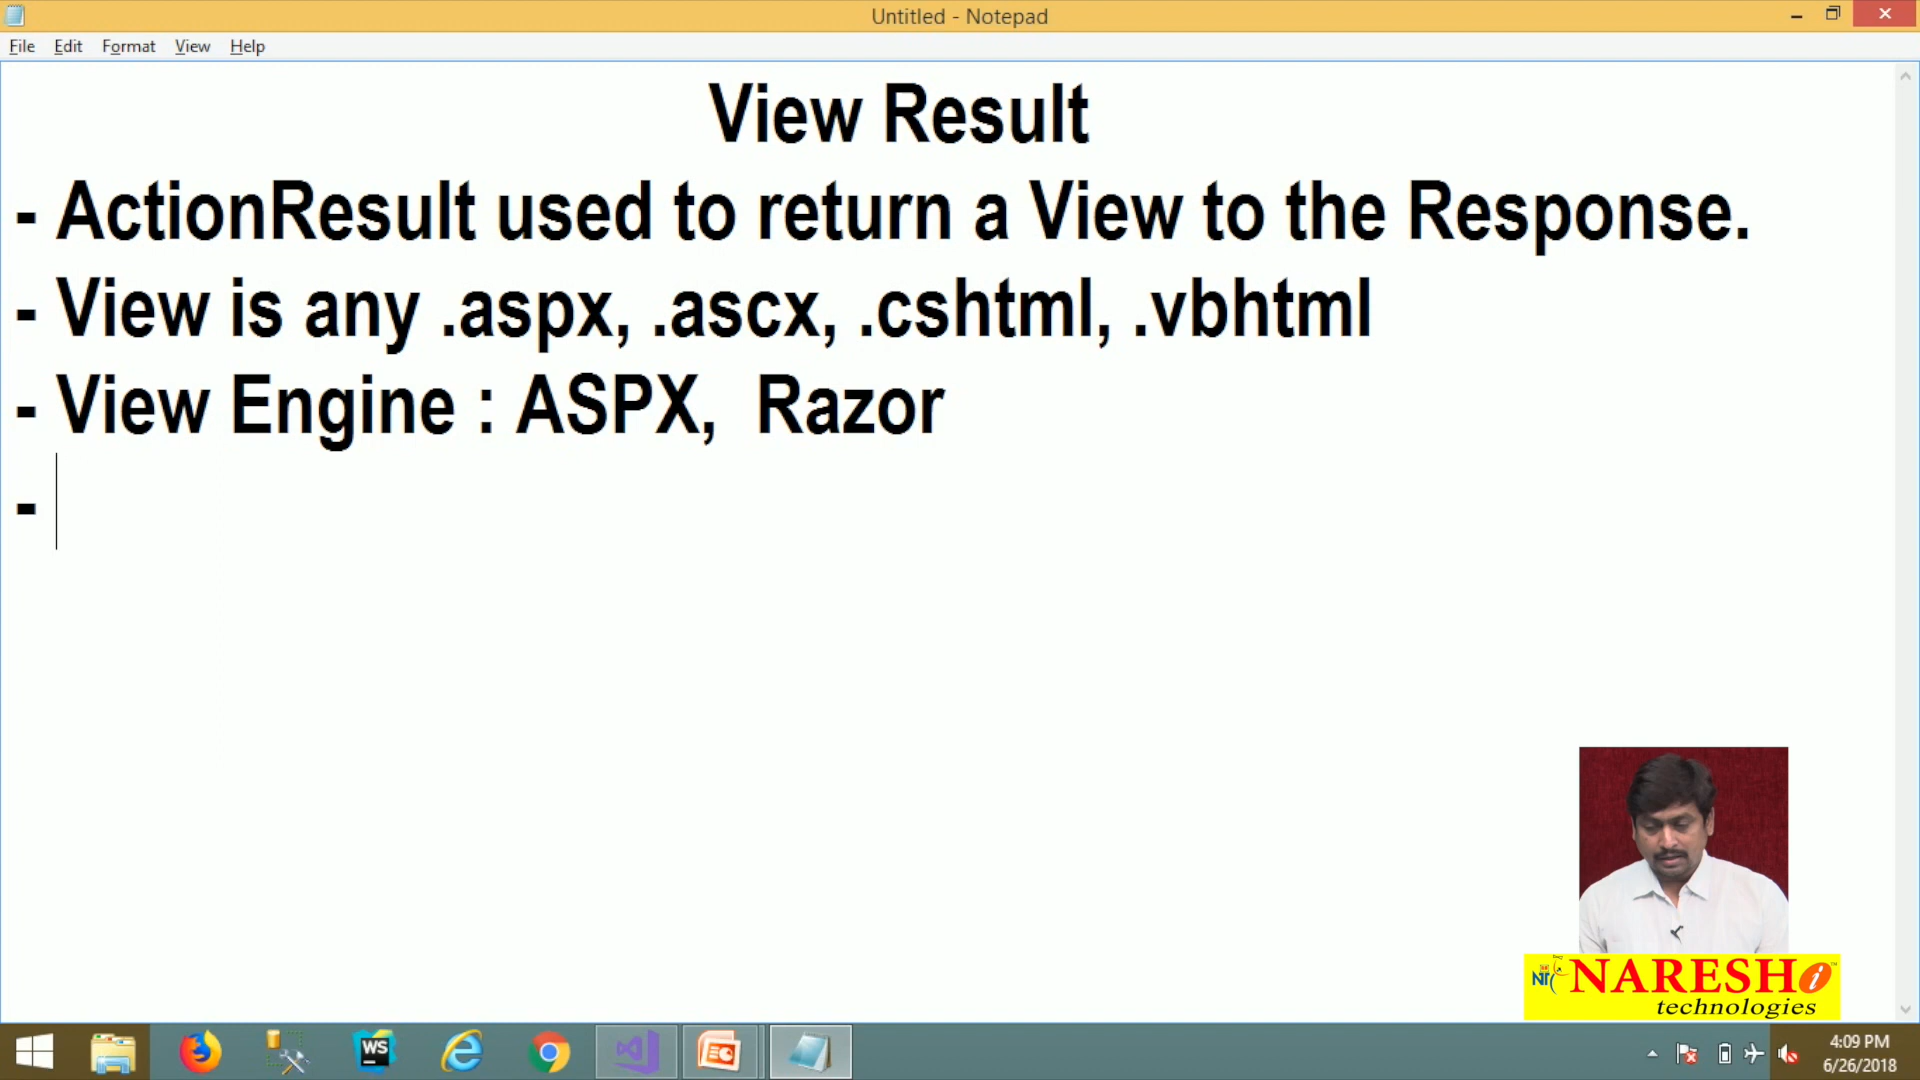 Untitled - Notepad
File Edit Format View Help
View Result
- ActionResult used to return a View to the Response.
- View is any .aspx, .ascx, .cshtml, .vbhtml
- View Engine : ASPX,  Razor
-
NARESH i
technologies
WS
4:09 PM
6/26/2018